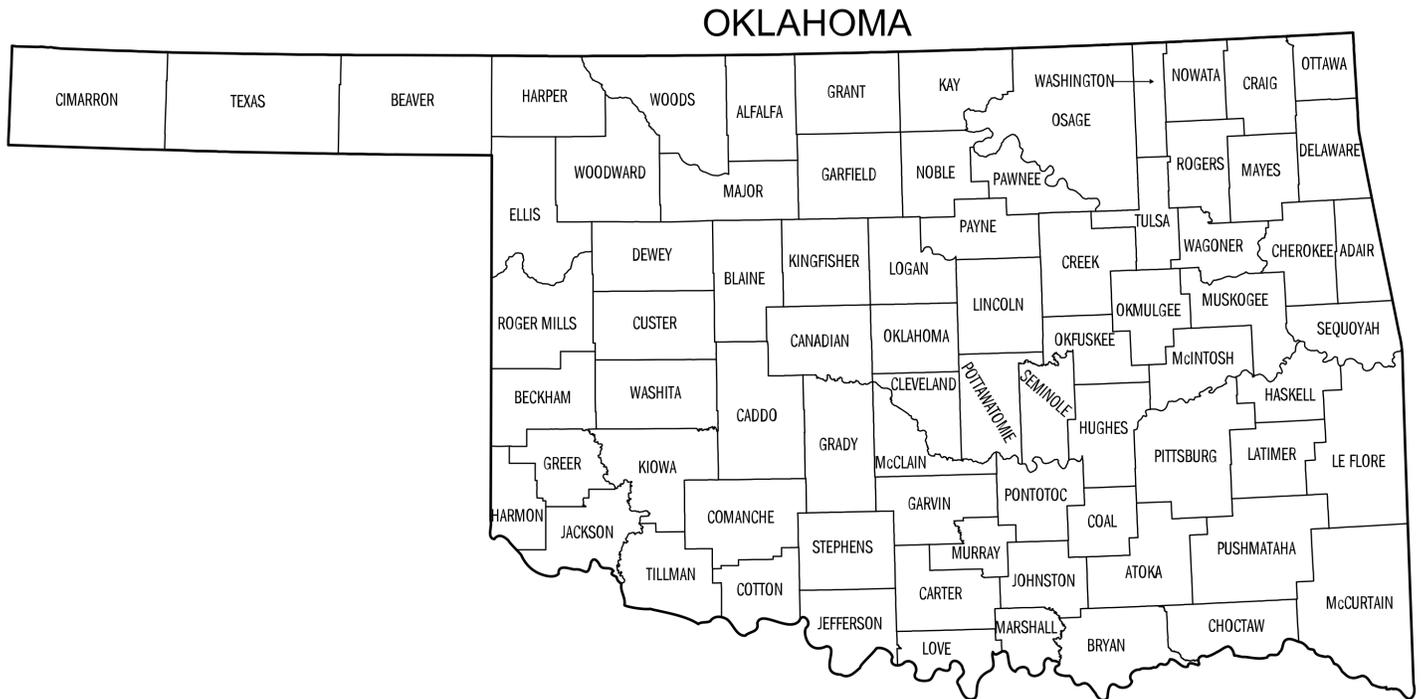 OKLAHOMA
CIMARRON
TEXAS
BEAVER
HARPER
WOODS
ALFALFA
GRANT
KAY
WASHINGTON
OSAGE
NOWATA
CRAIG
OTTAWA
WOODWARD
MAJOR
GARFIELD
NOBLE
PAWNEE
ROGERS
MAYES
DELAWARE
ELLIS
DEWEY
BLAINE
KINGFISHER
LOGAN
PAYNE
CREEK
TULSA
WAGONER
CHEROKEE
ADAIR
ROGER MILLS
CUSTER
CANADIAN
OKLAHOMA
LINCOLN
OKFUSKEE
OKMULGEE
MUSKOGEE
McINTOSH
SEQUOYAH
BECKHAM
WASHITA
CADDO
GRADY
CLEVELAND
POTTAWATOMIE
SEMINOLE
HUGHES
HASKELL
GREER
KIOWA
McCLAIN
PITTSBURG
LATIMER
LE FLORE
HARMON
JACKSON
COMANCHE
STEPHENS
GARVIN
PONTOTOC
COAL
MURRAY
PUSHMATAHA
TILLMAN
COTTON
CARTER
JOHNSTON
ATOKA
McCURTAIN
JEFFERSON
LOVE
MARSHALL
BRYAN
CHOCTAW